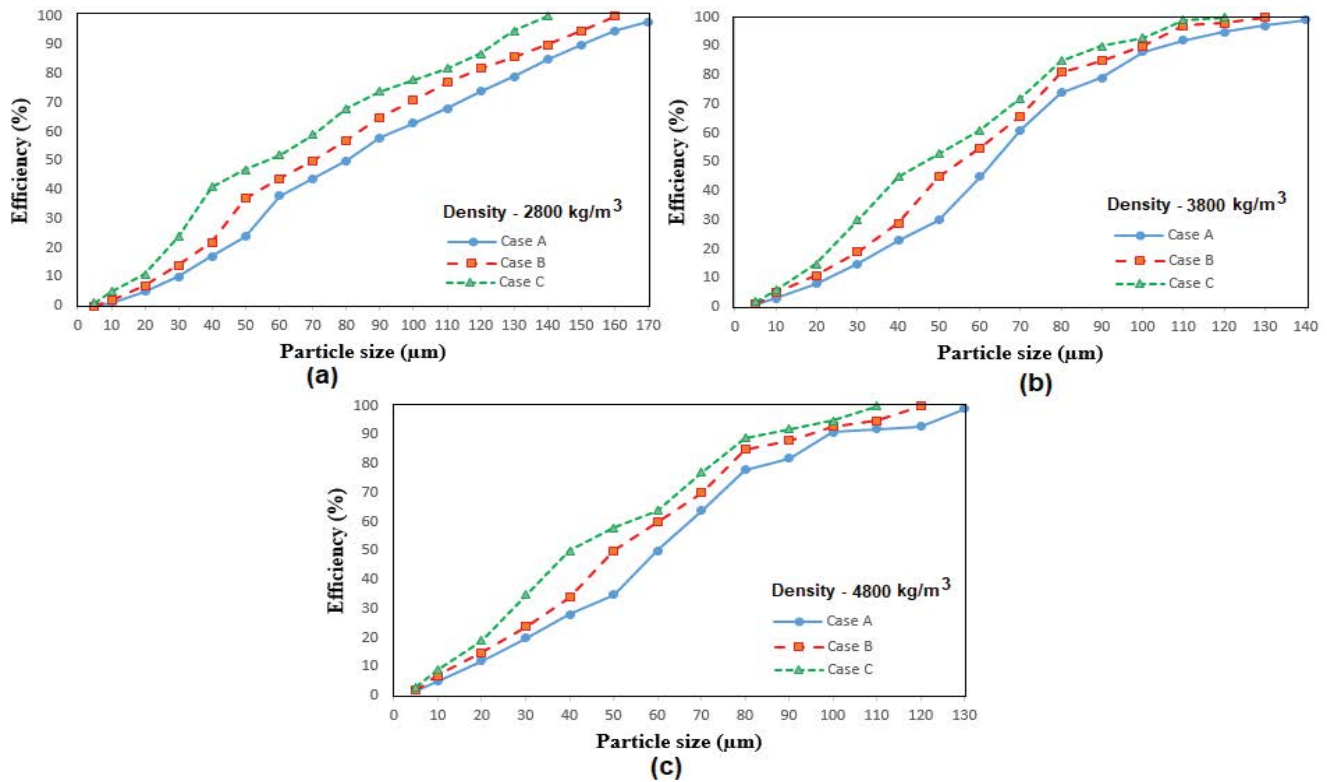 100
90
80
70
60
50
40
30
20
10
0
Efficiency (%)
Density - 2800 kg/m³
Case A
Case B
Case C
0 10 20 30 40 50 60 70 80 90 100 110 120 130 140 150 160 170
Particle size (µm)
(a)
100
90
80
70
60
50
40
30
20
10
0
Efficiency (%)
Density - 3800 kg/m³
Case A
Case B
Case C
0 10 20 30 40 50 60 70 80 90 100 110 120 130 140
Particle size (µm)
(b)
100
90
80
70
60
50
40
30
20
10
0
Efficiency (%)
Density - 4800 kg/m³
Case A
Case B
Case C
0 10 20 30 40 50 60 70 80 90 100 110 120 130
Particle size (µm)
(c)